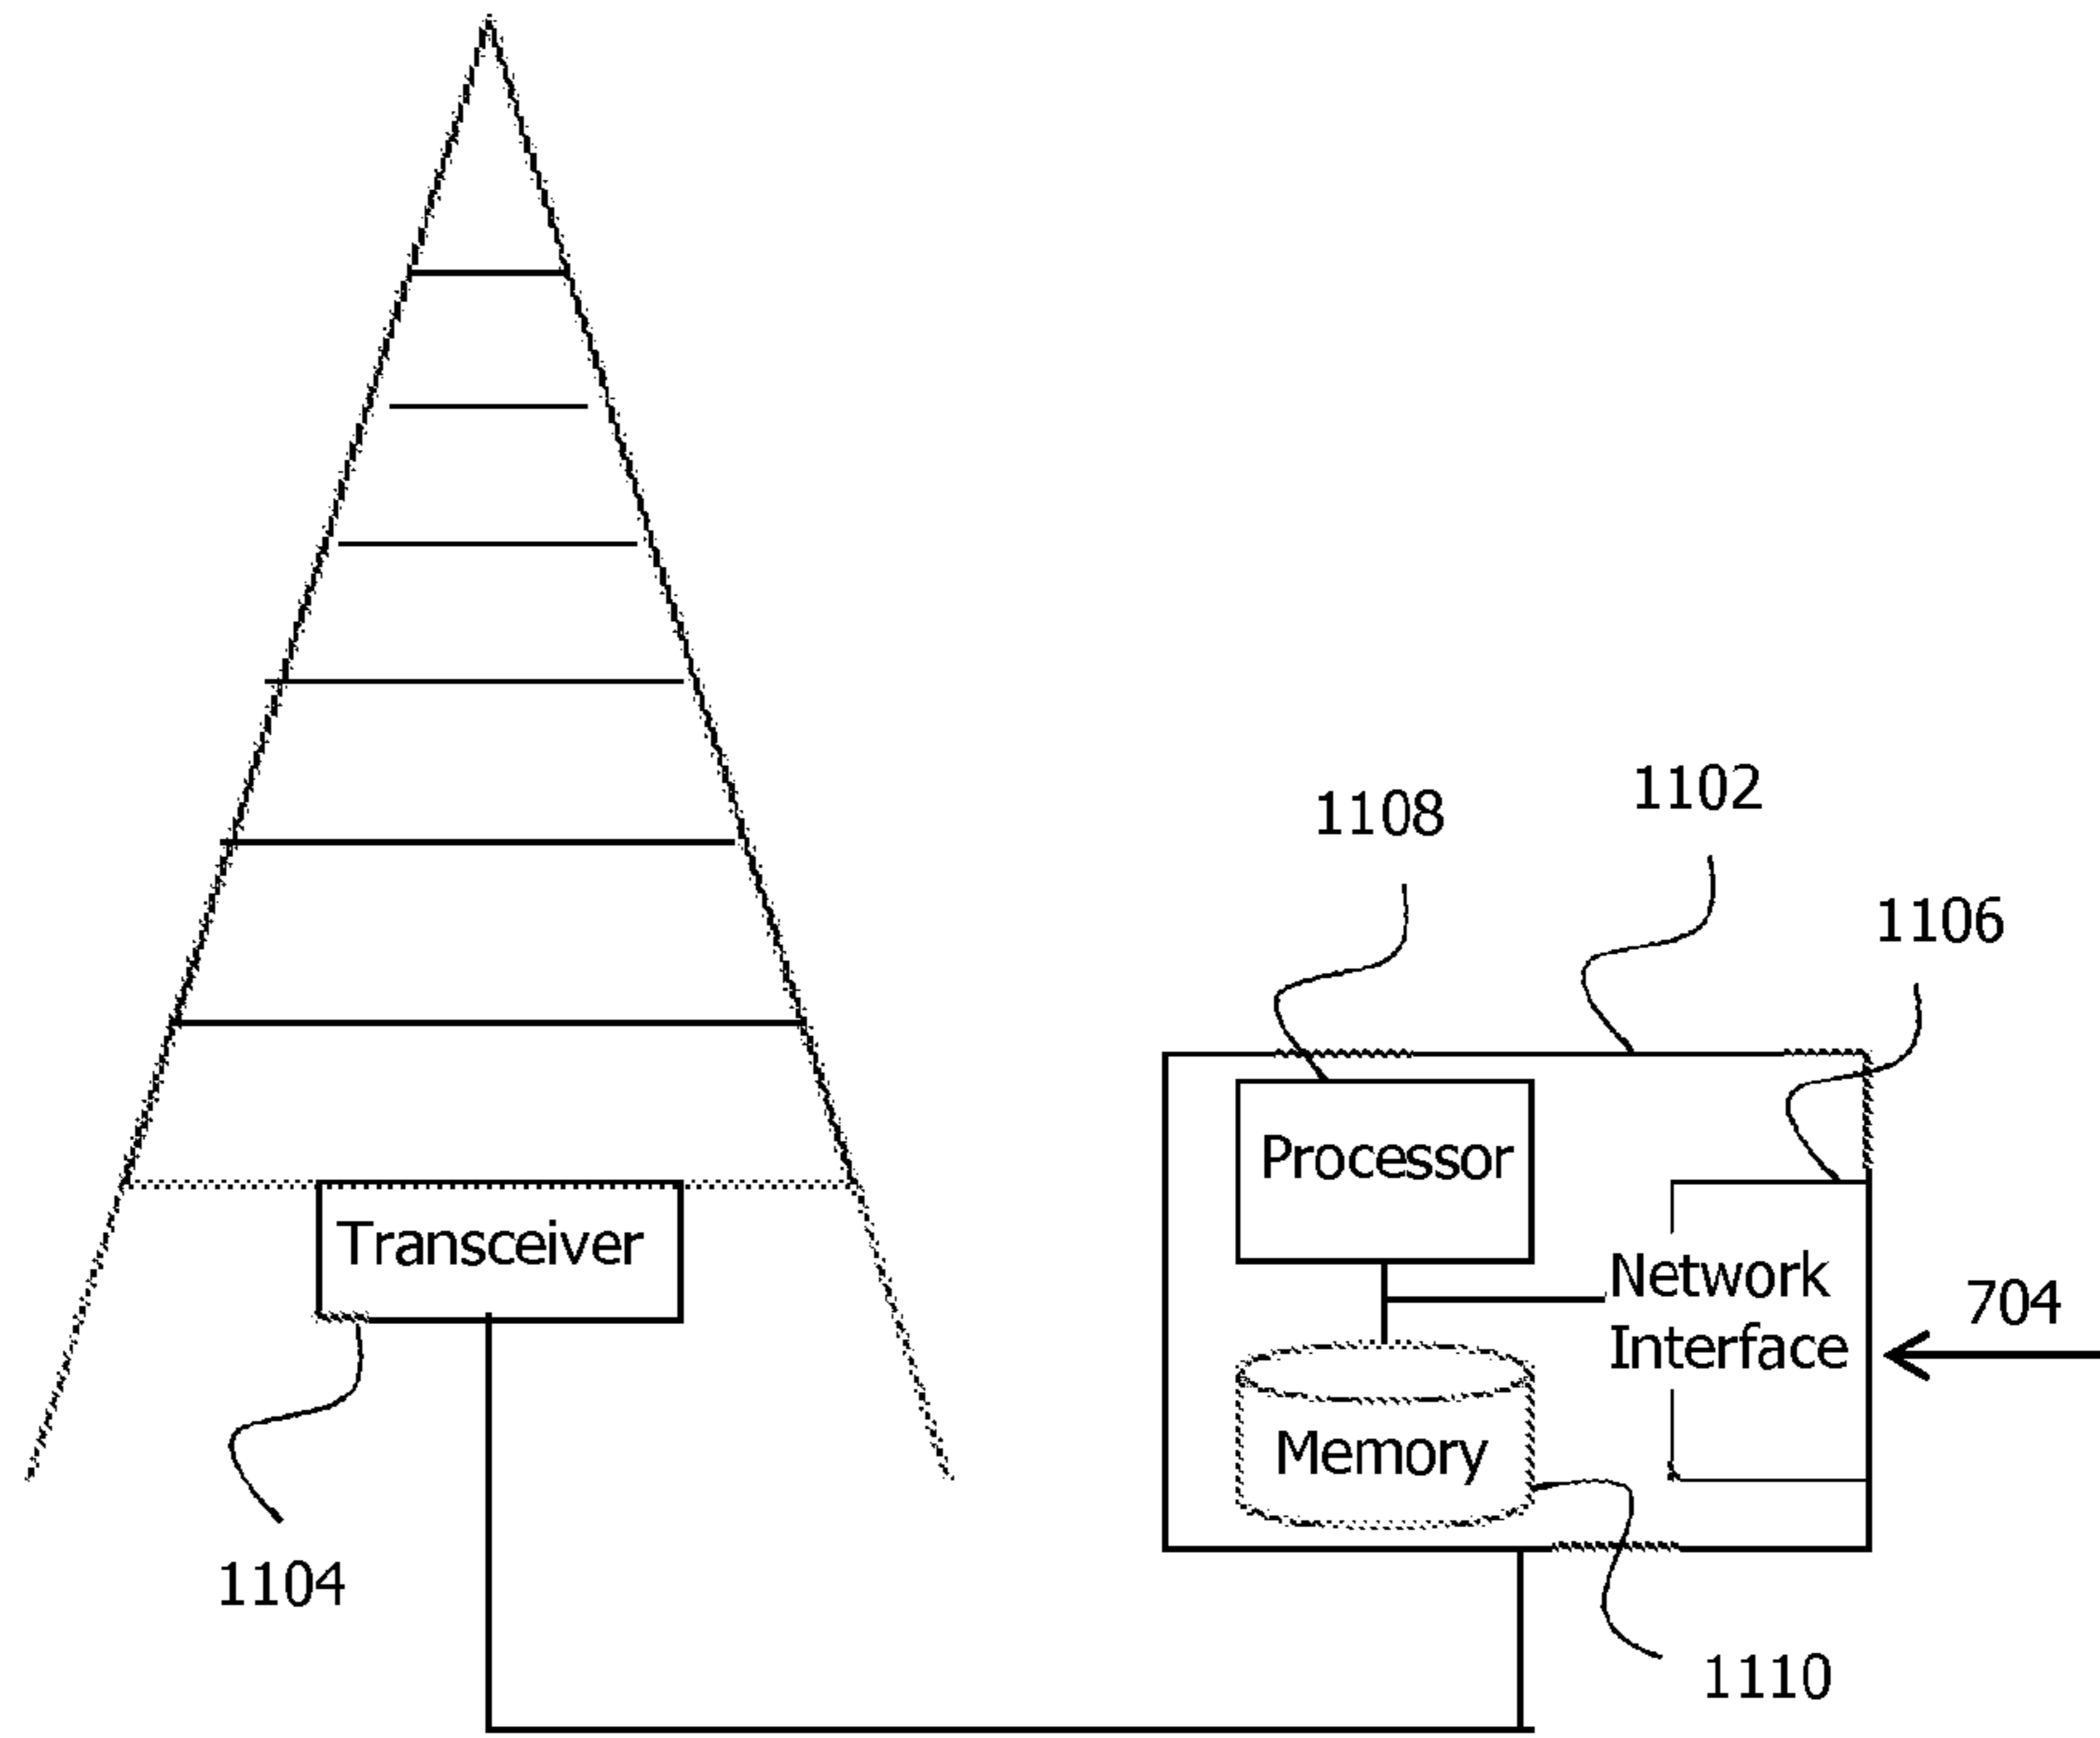 1108
1102
1106
Processor
Transceiver
Network
Interface
704
Memory
1104
1110